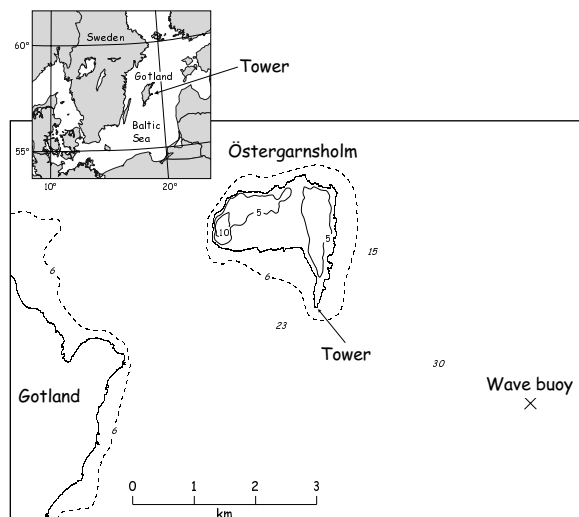 60°
Sweden
Gotland
Tower
Baltic
Sea
55°
10°
20°
Östergarnsholm
5
10
5
15
6
6
23
Tower
30
Wave buoy
Gotland
6
0 1 2 3
km